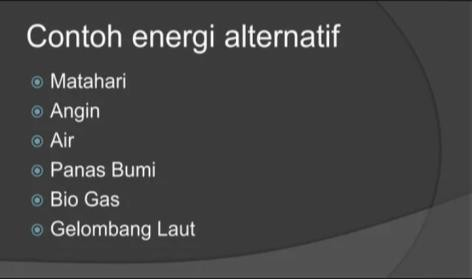 Contoh energi alternatif
Matahari
Angin
Air
Panas Bumi
Bio Gas
Gelombang Laut